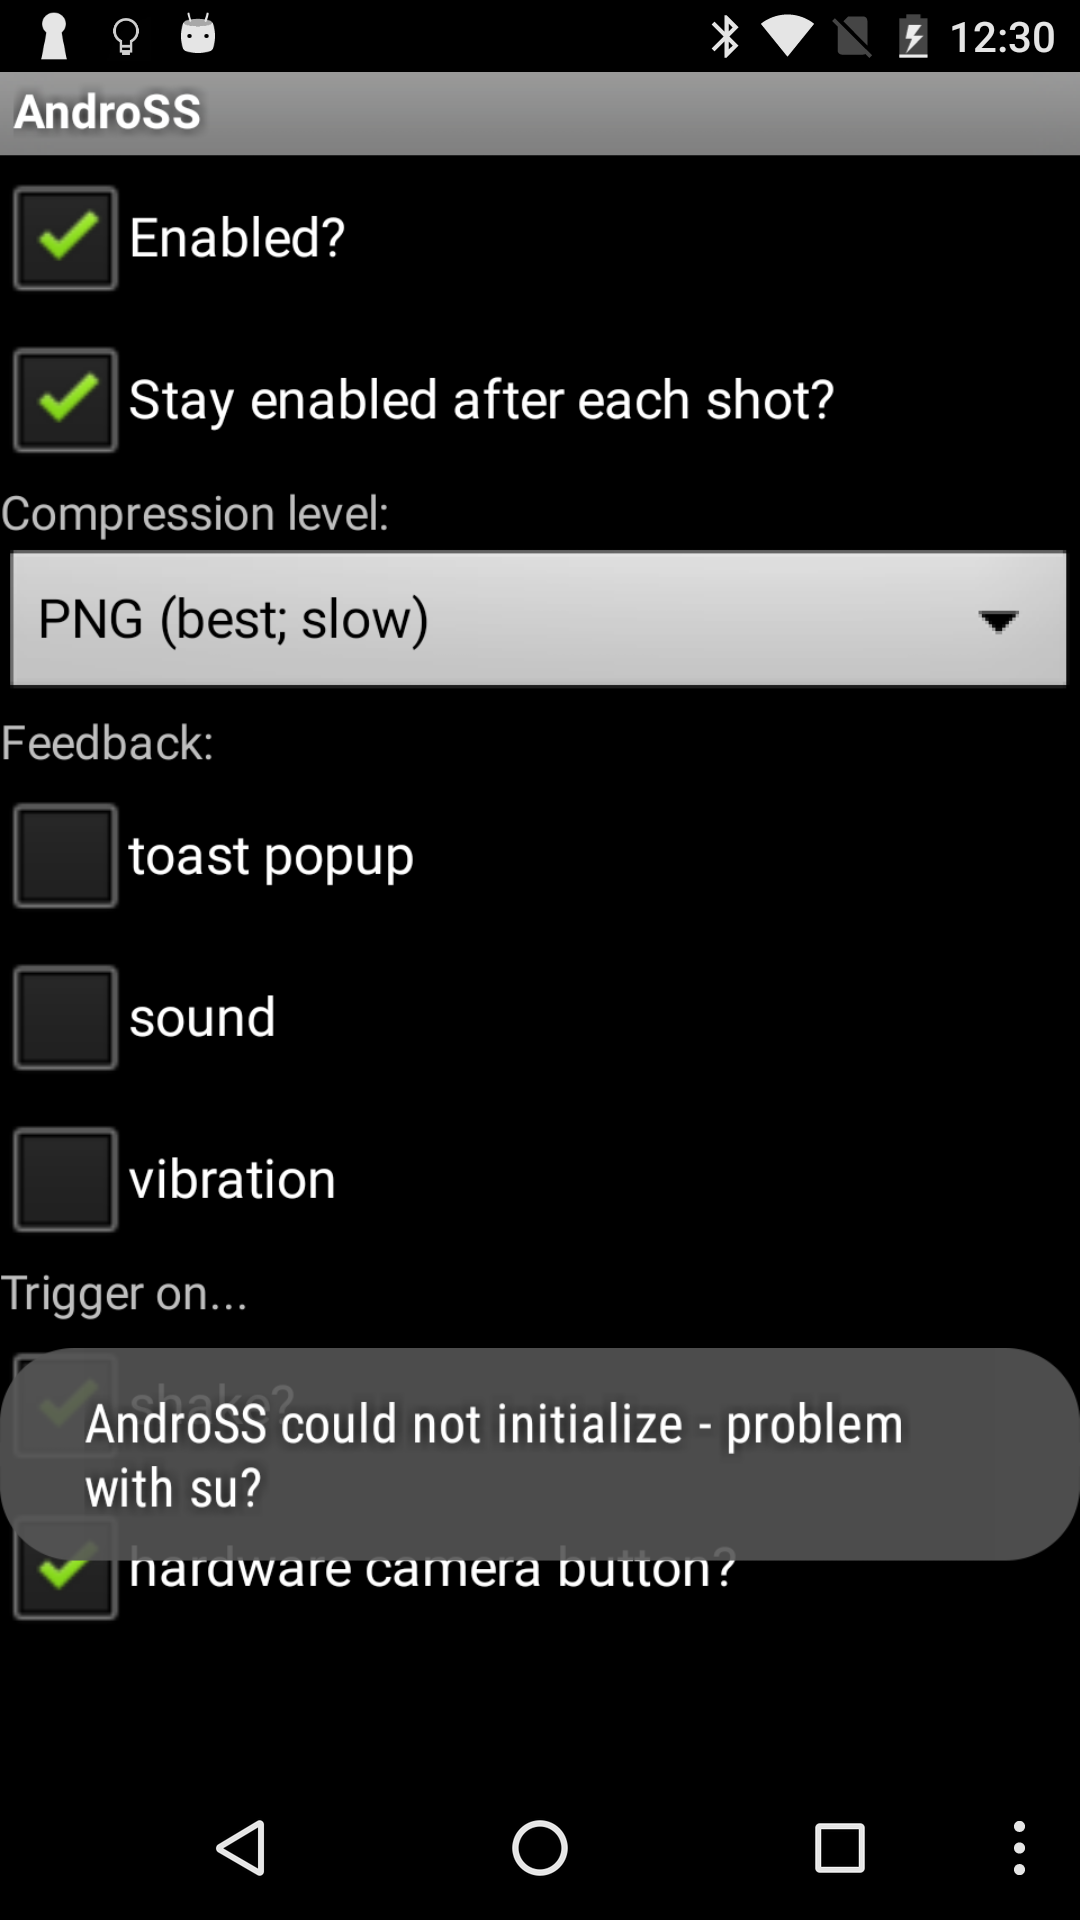 12:30
AndroSS
Enabled?
Stay enabled after each shot?
Compression level:
PNG (best; slow)
Feedback:
toast popup
sound
vibration
Trigger on...
shake?
AndroSS could not initialize - problem
with su?
hardware camera button?